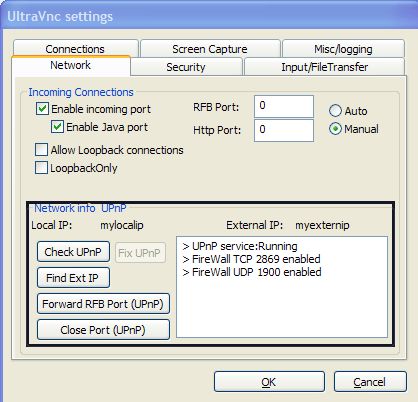 UltraVnc settings
Connections Screen Capture Misc/logging
Network Security Input/FileTransfer
Incoming Connections
Enable incoming port RFB Port: 0 Auto
Enable Java port Http Port: 0 Manual
Allow Loopback connections
LoopbackOnly
Network info UPnP
Local IP: mylocalip External IP: myexternip
Check UPnP Fix UPnP > UPnP service:Running
> FireWall TCP 2869 enabled
Find Ext IP > FireWall UDP 1900 enabled
Forward RFB Port (UPnP)
Close Port (UPnP)
OK Cancel